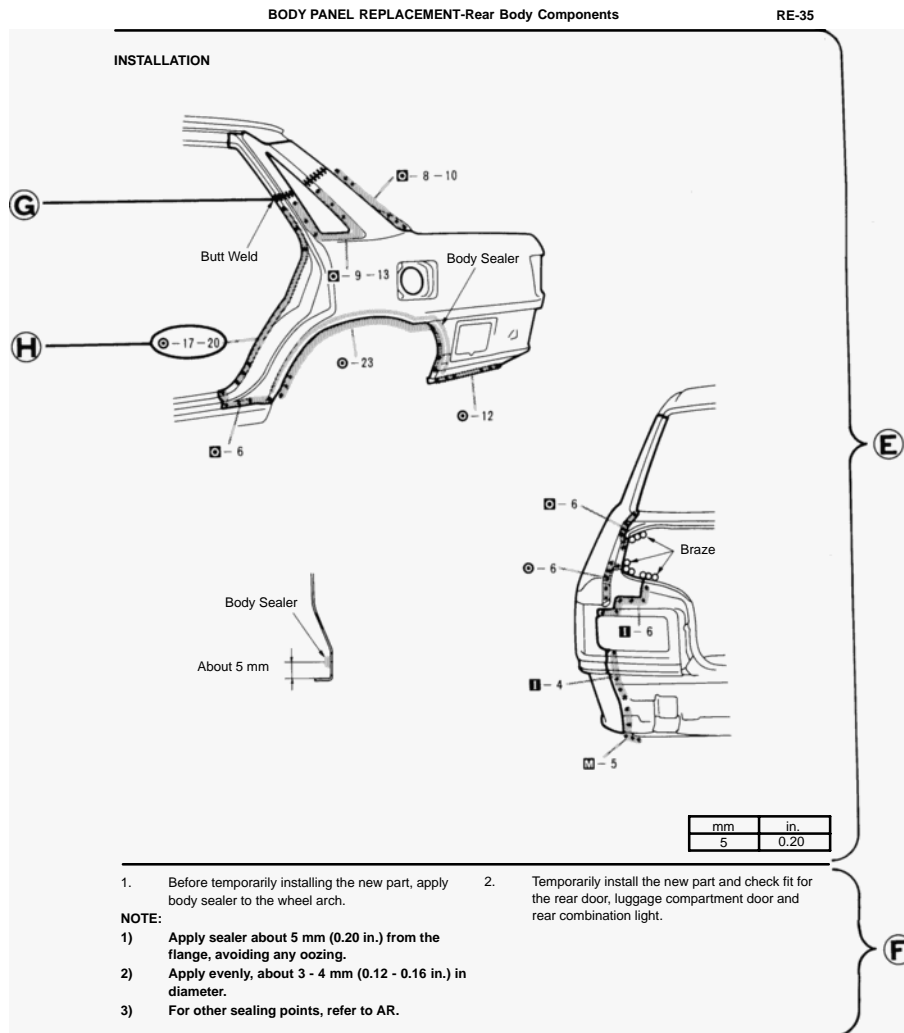 BODY PANEL REPLACEMENT-Rear Body Components RE-35
INSTALLATION
8 - 10
G
Butt Weld
Body Sealer
9 - 13
H
17 - 20
23
12
6
E
6
Braze
6
Body Sealer
I - 6
About 5 mm
I - 4
M - 5
mm in.
5 0.20
1. Before temporarily installing the new part, apply
body sealer to the wheel arch.
NOTE:
1) Apply sealer about 5 mm (0.20 in.) from the
flange, avoiding any oozing.
2) Apply evenly, about 3 - 4 mm (0.12 - 0.16 in.) in
diameter.
3) For other sealing points, refer to AR.
2. Temporarily install the new part and check fit for
the rear door, luggage compartment door and
rear combination light.
F